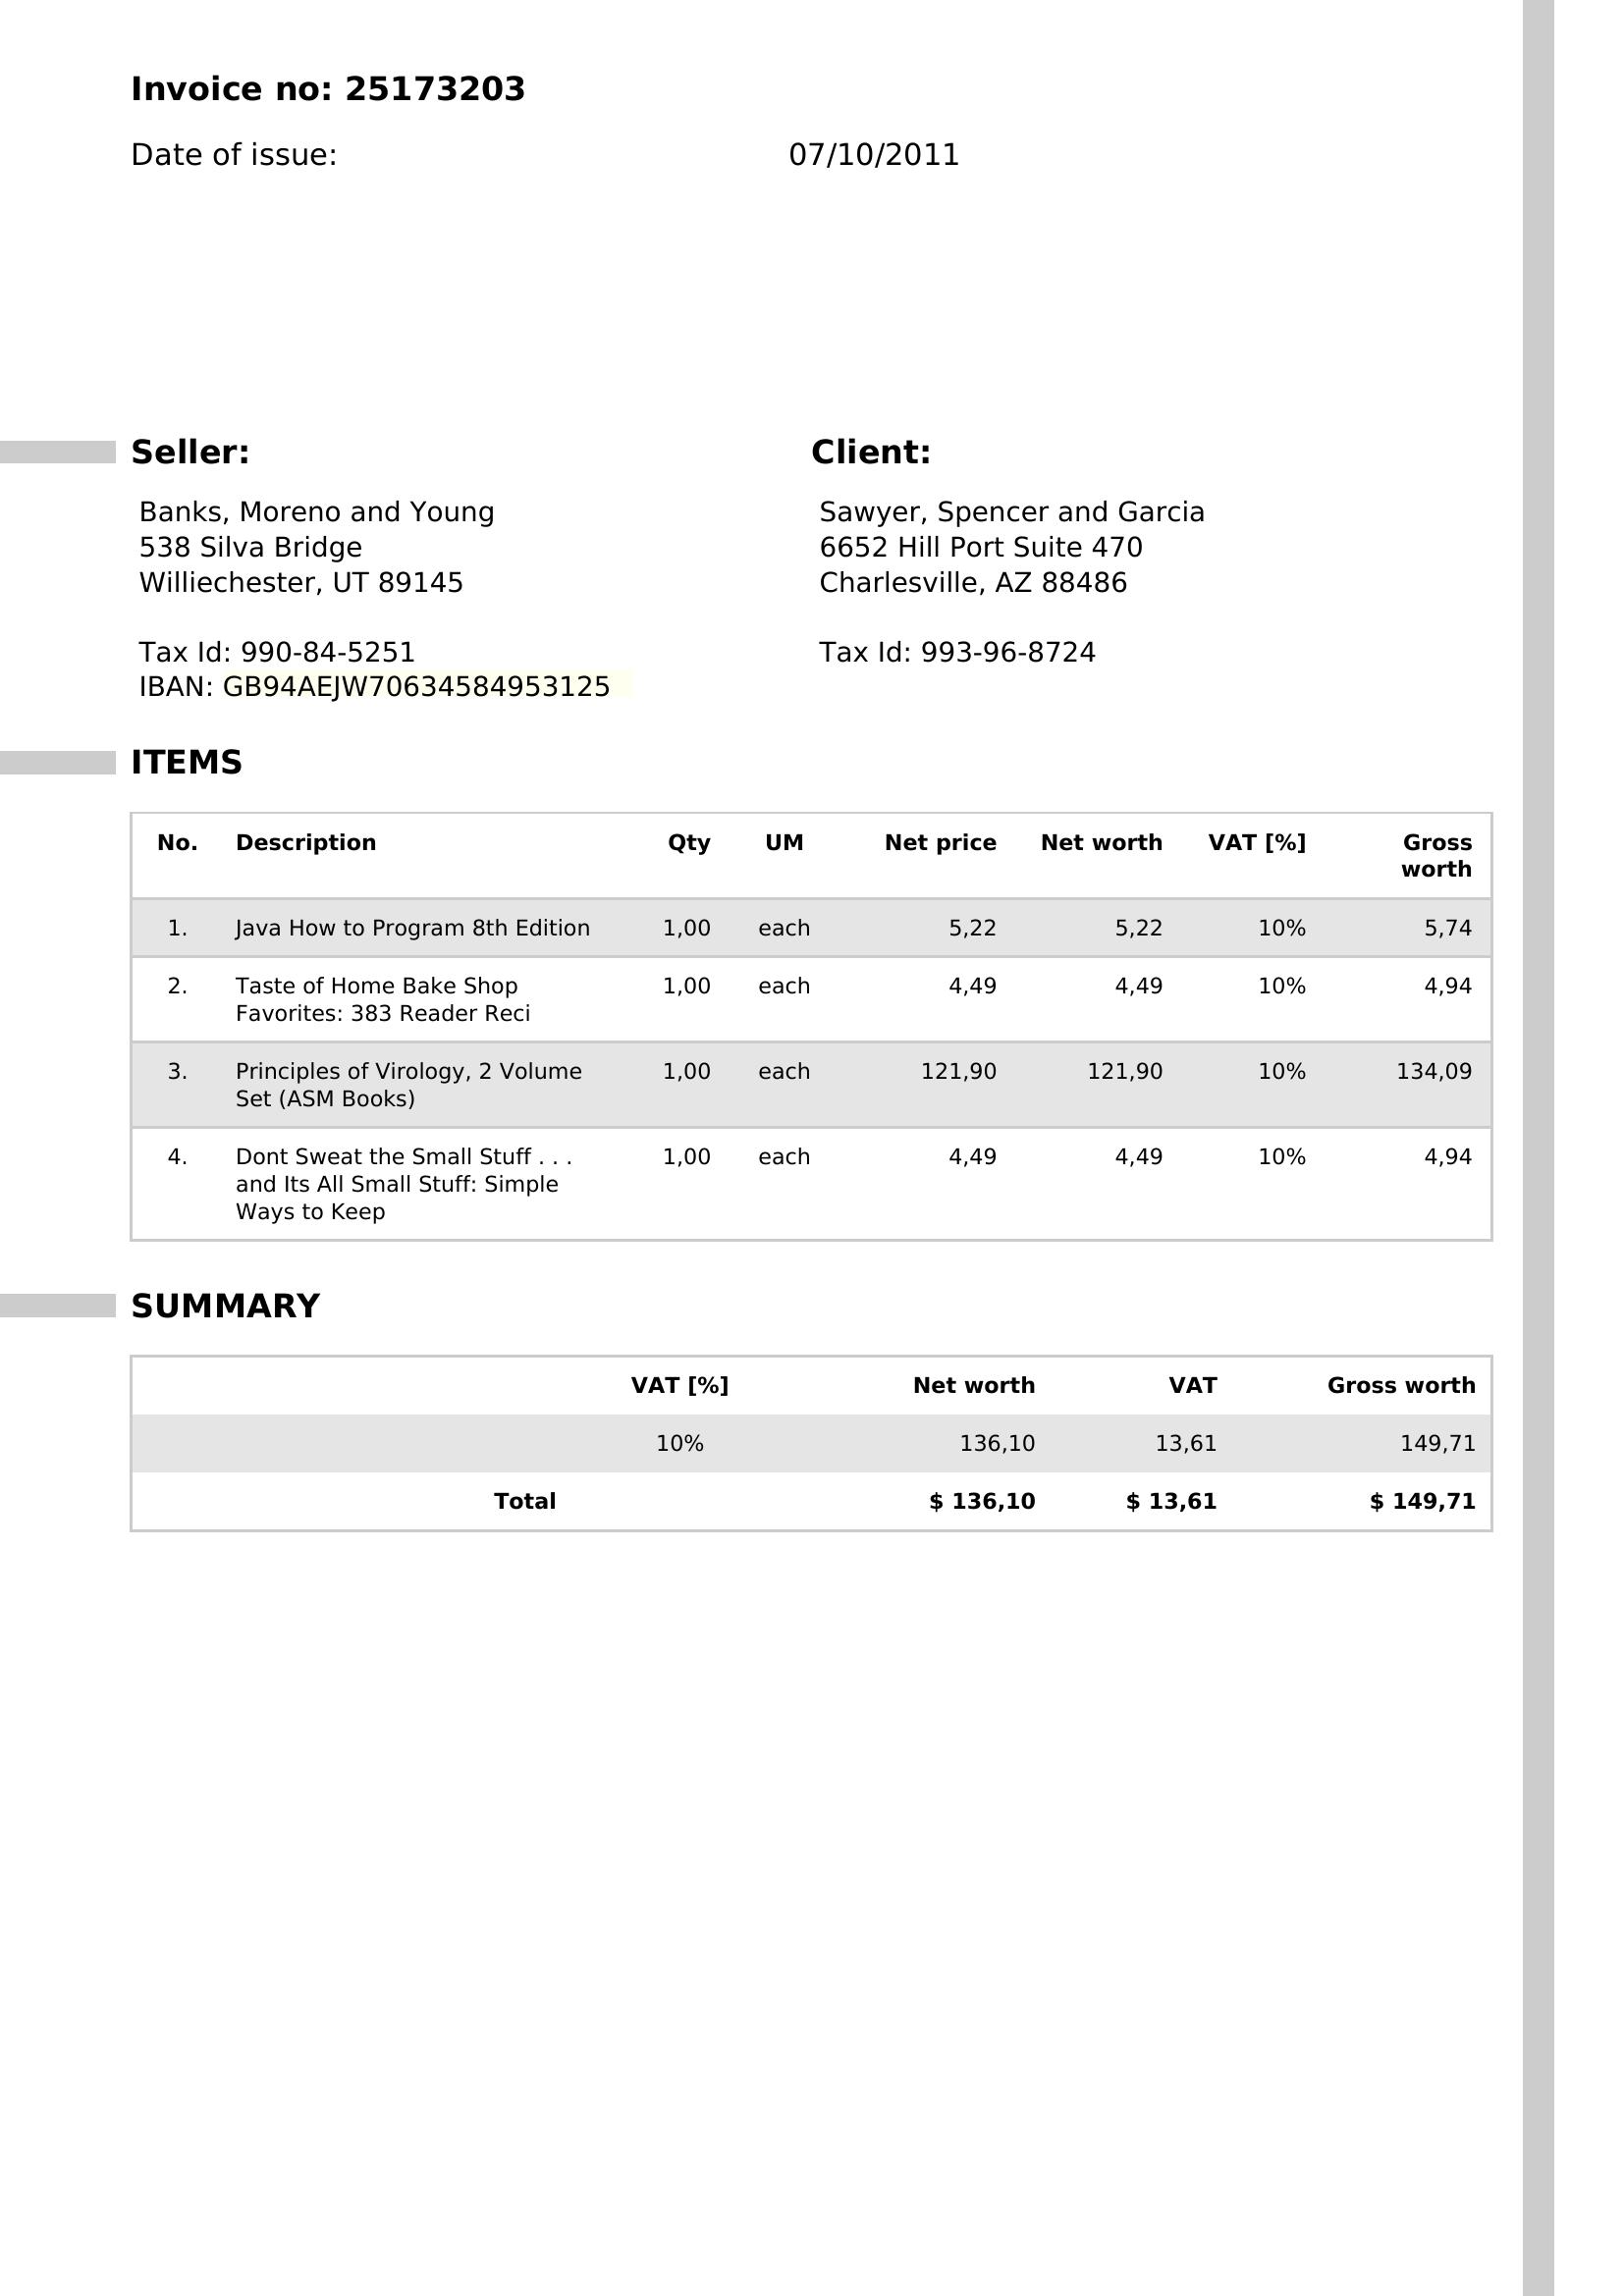 Invoice no: 25173203
Date of issue: 07/10/2011
Seller:
Banks, Moreno and Young
538 Silva Bridge
Williechester, UT 89145
Tax Id: 990-84-5251
IBAN: GB94AEJW70634584953125
Client:
Sawyer, Spencer and Garcia
6652 Hill Port Suite 470
Charlesville, AZ 88486
Tax Id: 993-96-8724
ITEMS
No. Description Qty UM Net price Net worth VAT [%] Gross
worth
1. Java How to Program 8th Edition 1,00 each 5,22 5,22 10% 5,74
2. Taste of Home Bake Shop 1,00 each 4,49 4,49 10% 4,94
Favorites: 383 Reader Reci
3. Principles of Virology, 2 Volume 1,00 each 121,90 121,90 10% 134,09
Set (ASM Books)
4. Dont Sweat the Small Stuff . . . 1,00 each 4,49 4,49 10% 4,94
and Its All Small Stuff: Simple
Ways to Keep
SUMMARY
VAT [%] Net worth VAT Gross worth
10% 136,10 13,61 149,71
Total $ 136,10 $ 13,61 $ 149,71